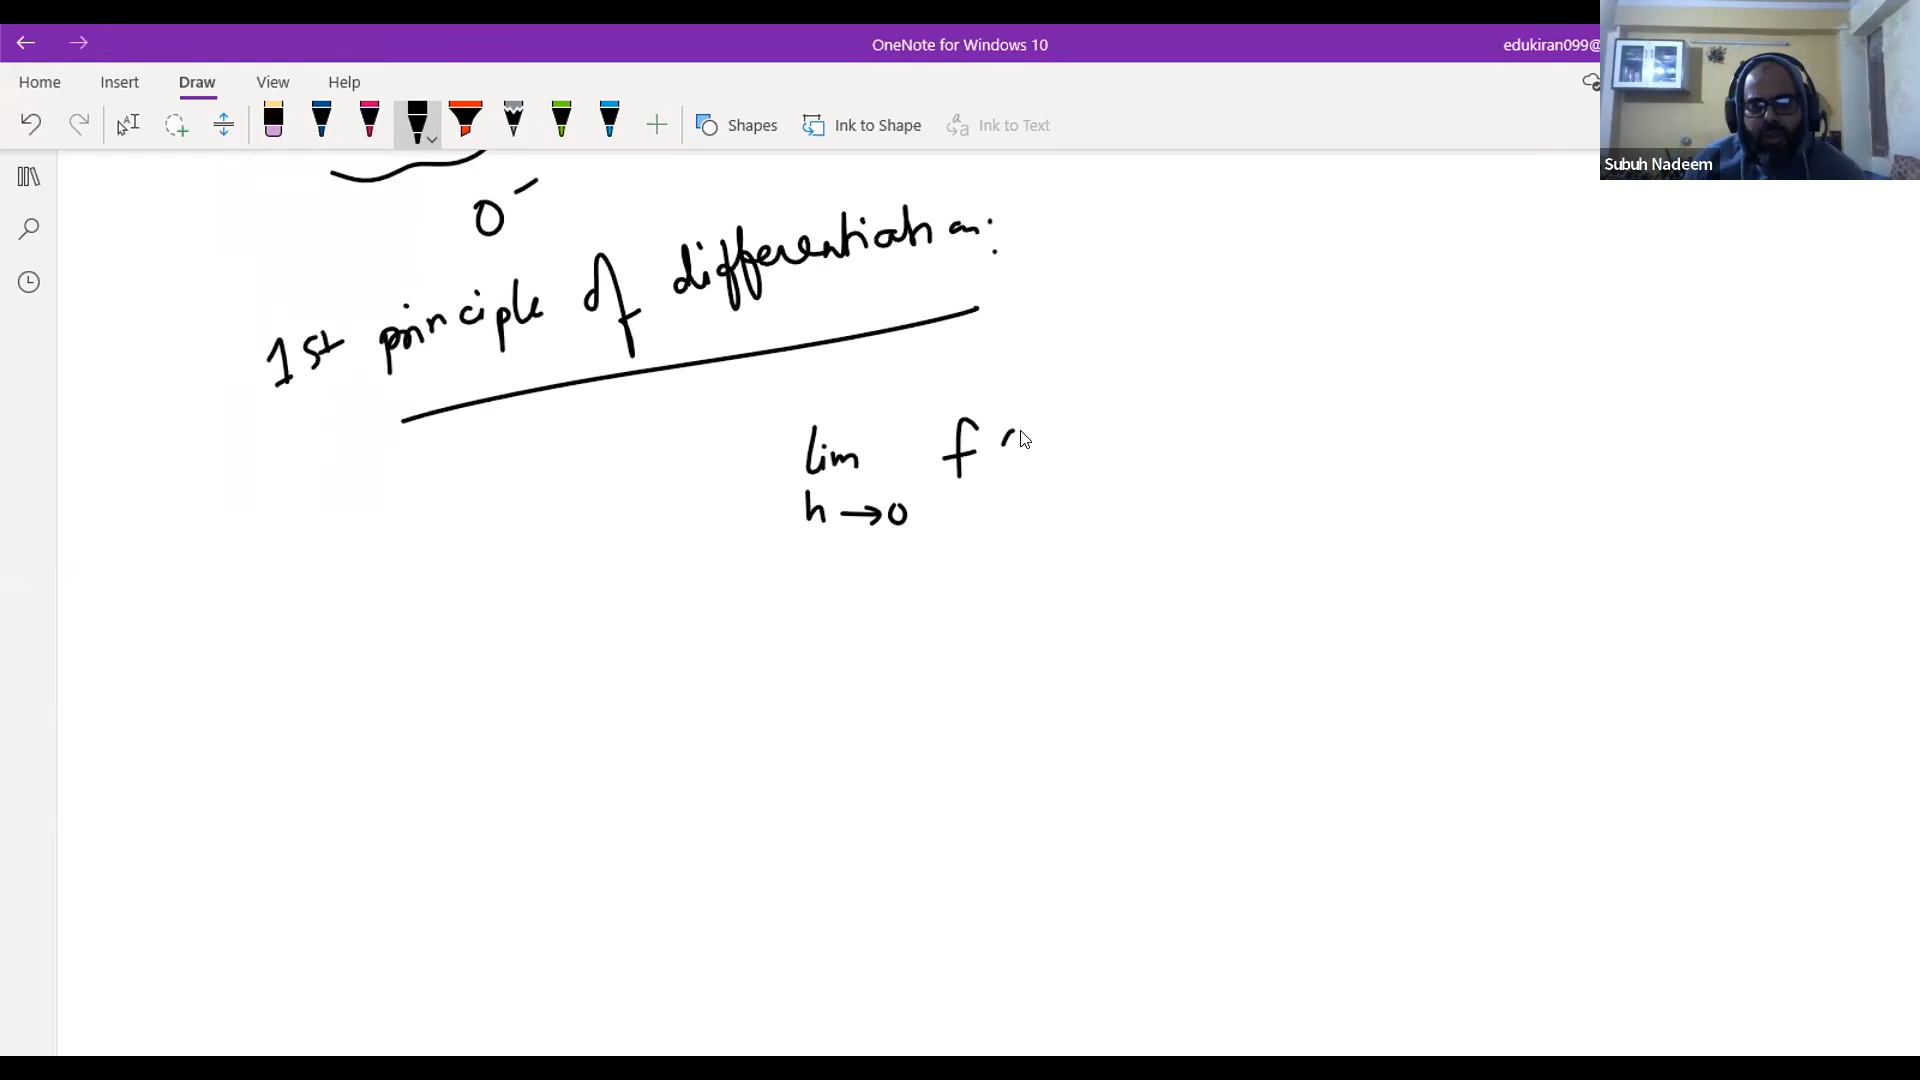 OneNote for Windows 10
edukiran099@
Home Insert Draw View Help
Shapes Ink to Shape Ink to Text
Subuh Nadeem
0⁻
1st principle of differentiation:
lim f
h → 0